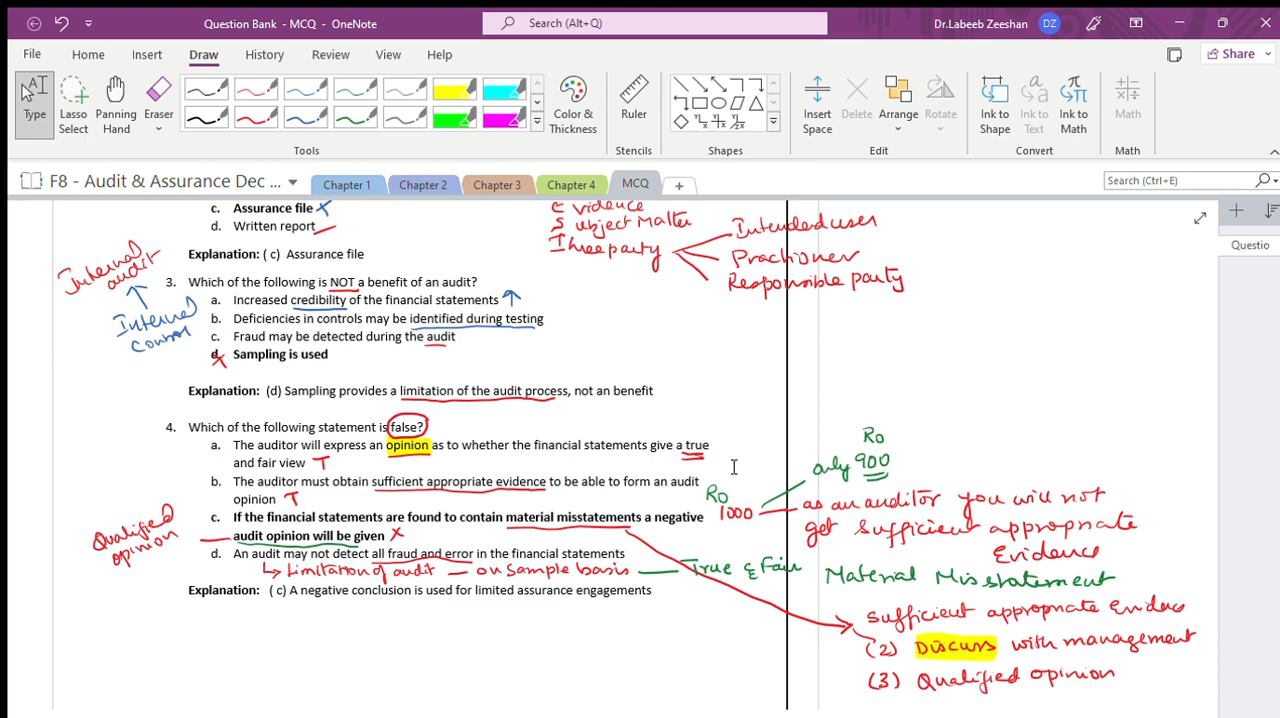 Question Bank - MCQ - OneNote
Search (Alt+Q)
Dr.Labeeb Zeeshan
DZ
File
Home
Insert
Draw
History
Review
View
Help
Share
Type
Lasso Select
Panning Hand
Eraser
Color & Thickness
Ruler
Insert Space
Delete
Arrange
Rotate
Ink to Shape
Ink to Text
Ink to Math
Math
Tools
Stencils
Shapes
Edit
Convert
Math
F8 - Audit & Assurance Dec ...
Chapter 1
Chapter 2
Chapter 3
Chapter 4
MCQ
Search (Ctrl+E)
Questio
c. Assurance file
d. Written report
Evidence
Subject Matter
Three party
Intended user
Practioner
Responsible party
Explanation: ( c) Assurance file
Internal audit
Internal control
3. Which of the following is NOT a benefit of an audit?
a. Increased credibility of the financial statements
b. Deficiencies in controls may be identified during testing
c. Fraud may be detected during the audit
d. Sampling is used
Explanation: (d) Sampling provides a limitation of the audit process, not an benefit
4. Which of the following statement is false?
a. The auditor will express an opinion as to whether the financial statements give a true
and fair view T
b. The auditor must obtain sufficient appropriate evidence to be able to form an audit
opinion T
c. If the financial statements are found to contain material misstatements a negative
audit opinion will be given
d. An audit may not detect all fraud and error in the financial statements
Limitation of audit — on Sample basis — True & Fair
Explanation: ( c) A negative conclusion is used for limited assurance engagements
Qualified opinion
RO
1000
RO
only 900
as an auditor you will not
get sufficient appropriate
Evidence
Material Misstatement
sufficient appropriate Evidenc
(2) Discuss with management
(3) Qualified opinion